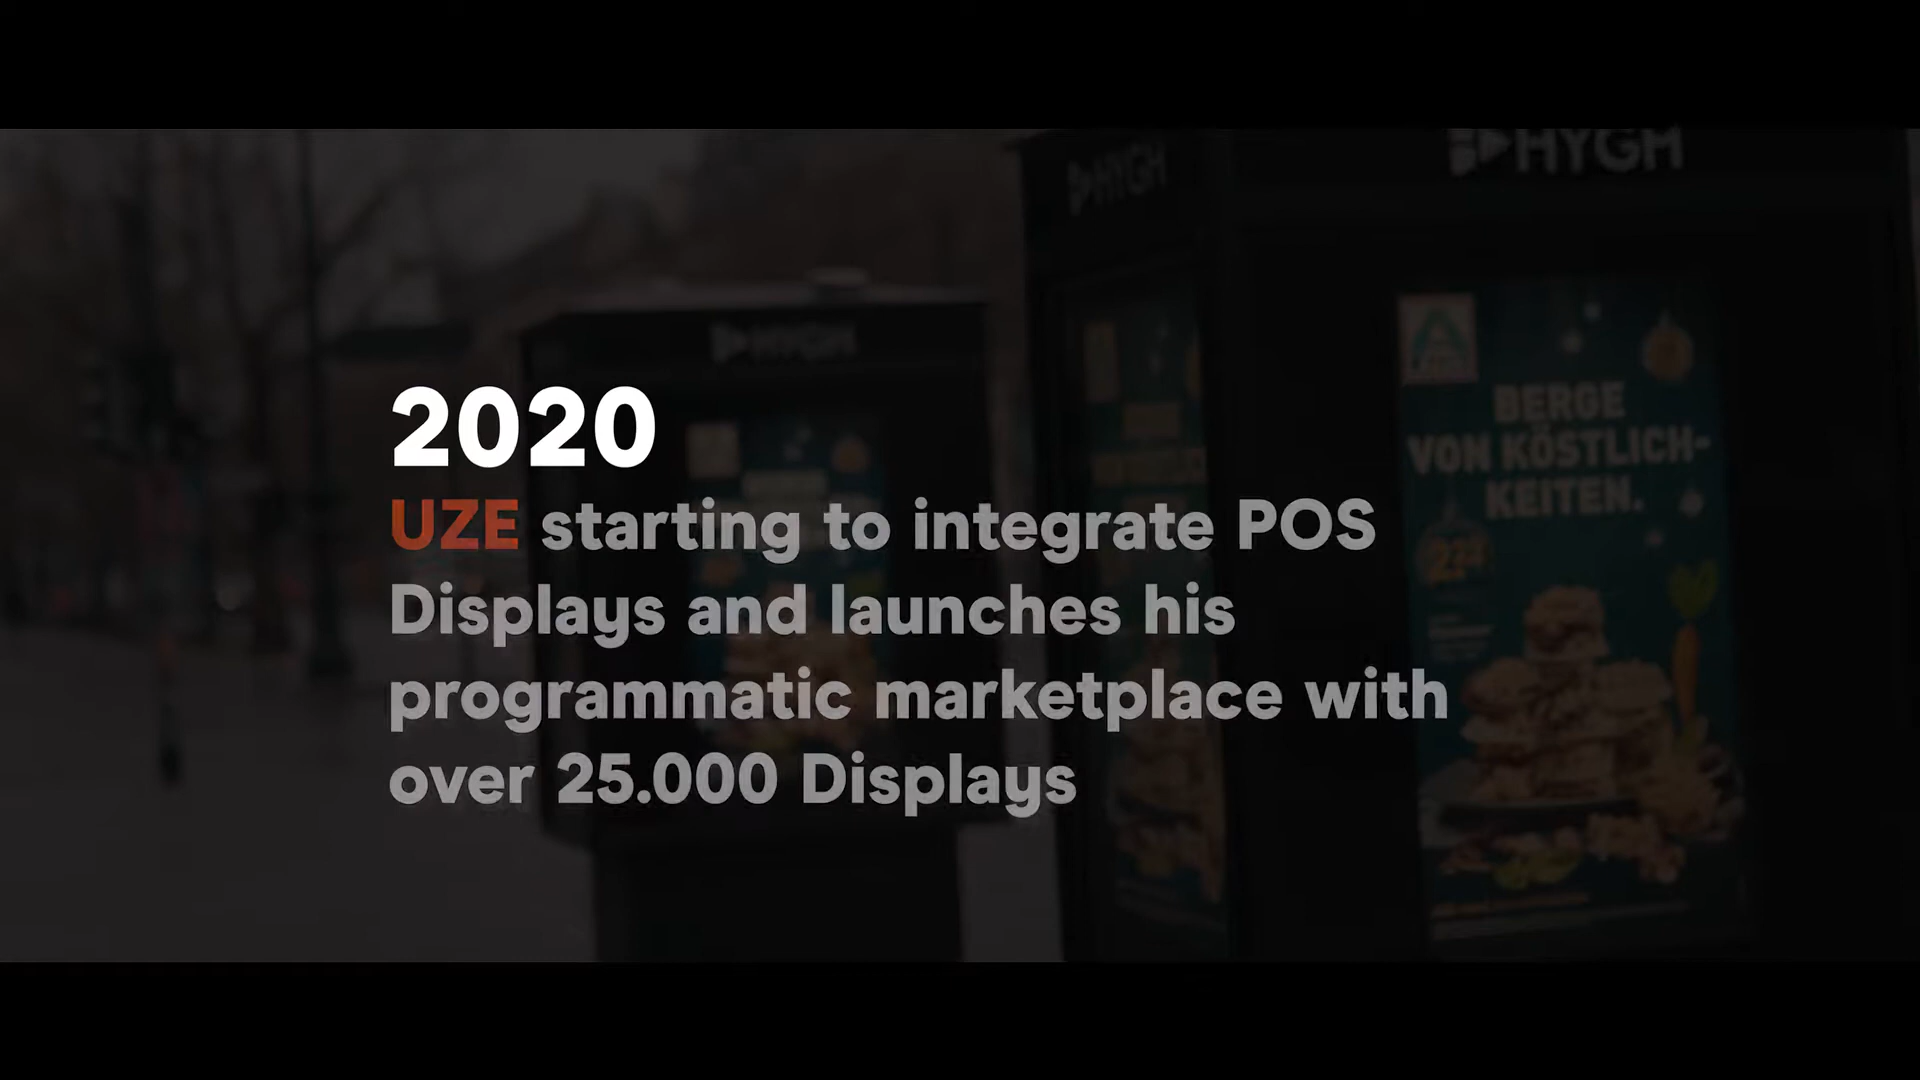 HYGH
HYGH
HYGH
2020
UZE starting to integrate POS
Displays and launches his
programmatic marketplace with
over 25.000 Displays
BERGE
VON KÖSTLICH-
KEITEN.